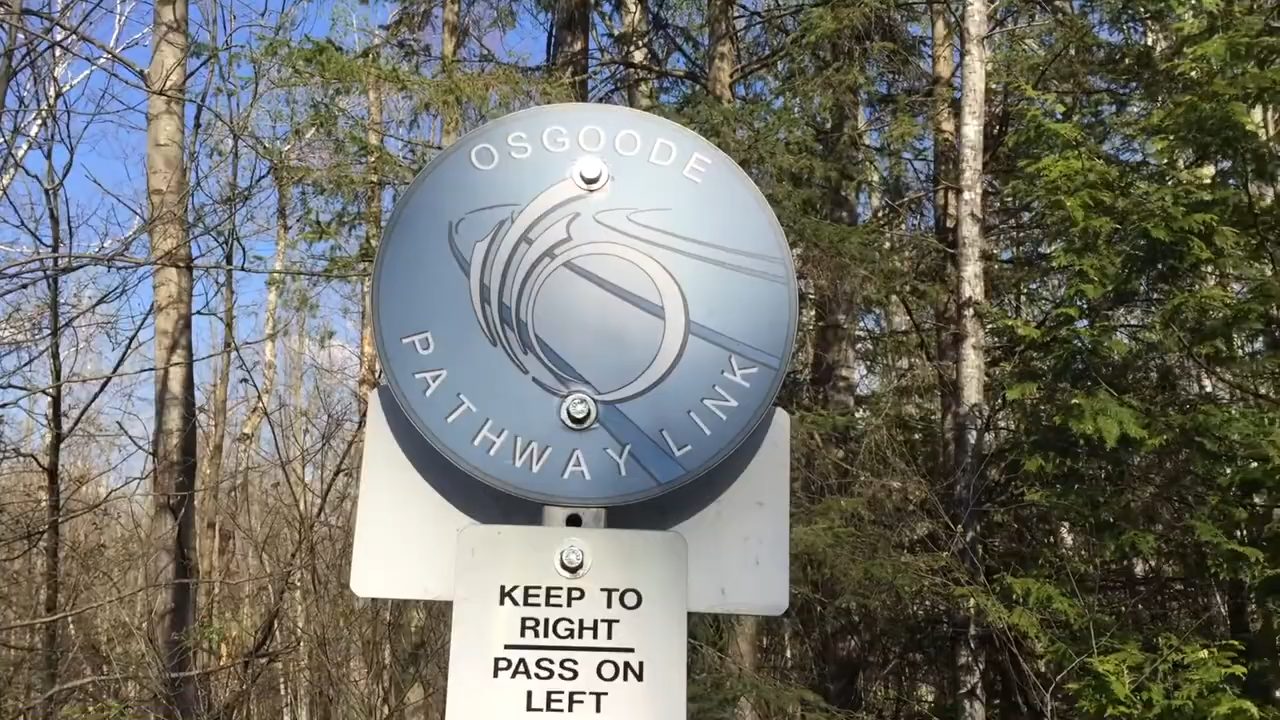 OSGOODE
PATHWAY LINK
KEEP TO
RIGHT
PASS ON
LEFT